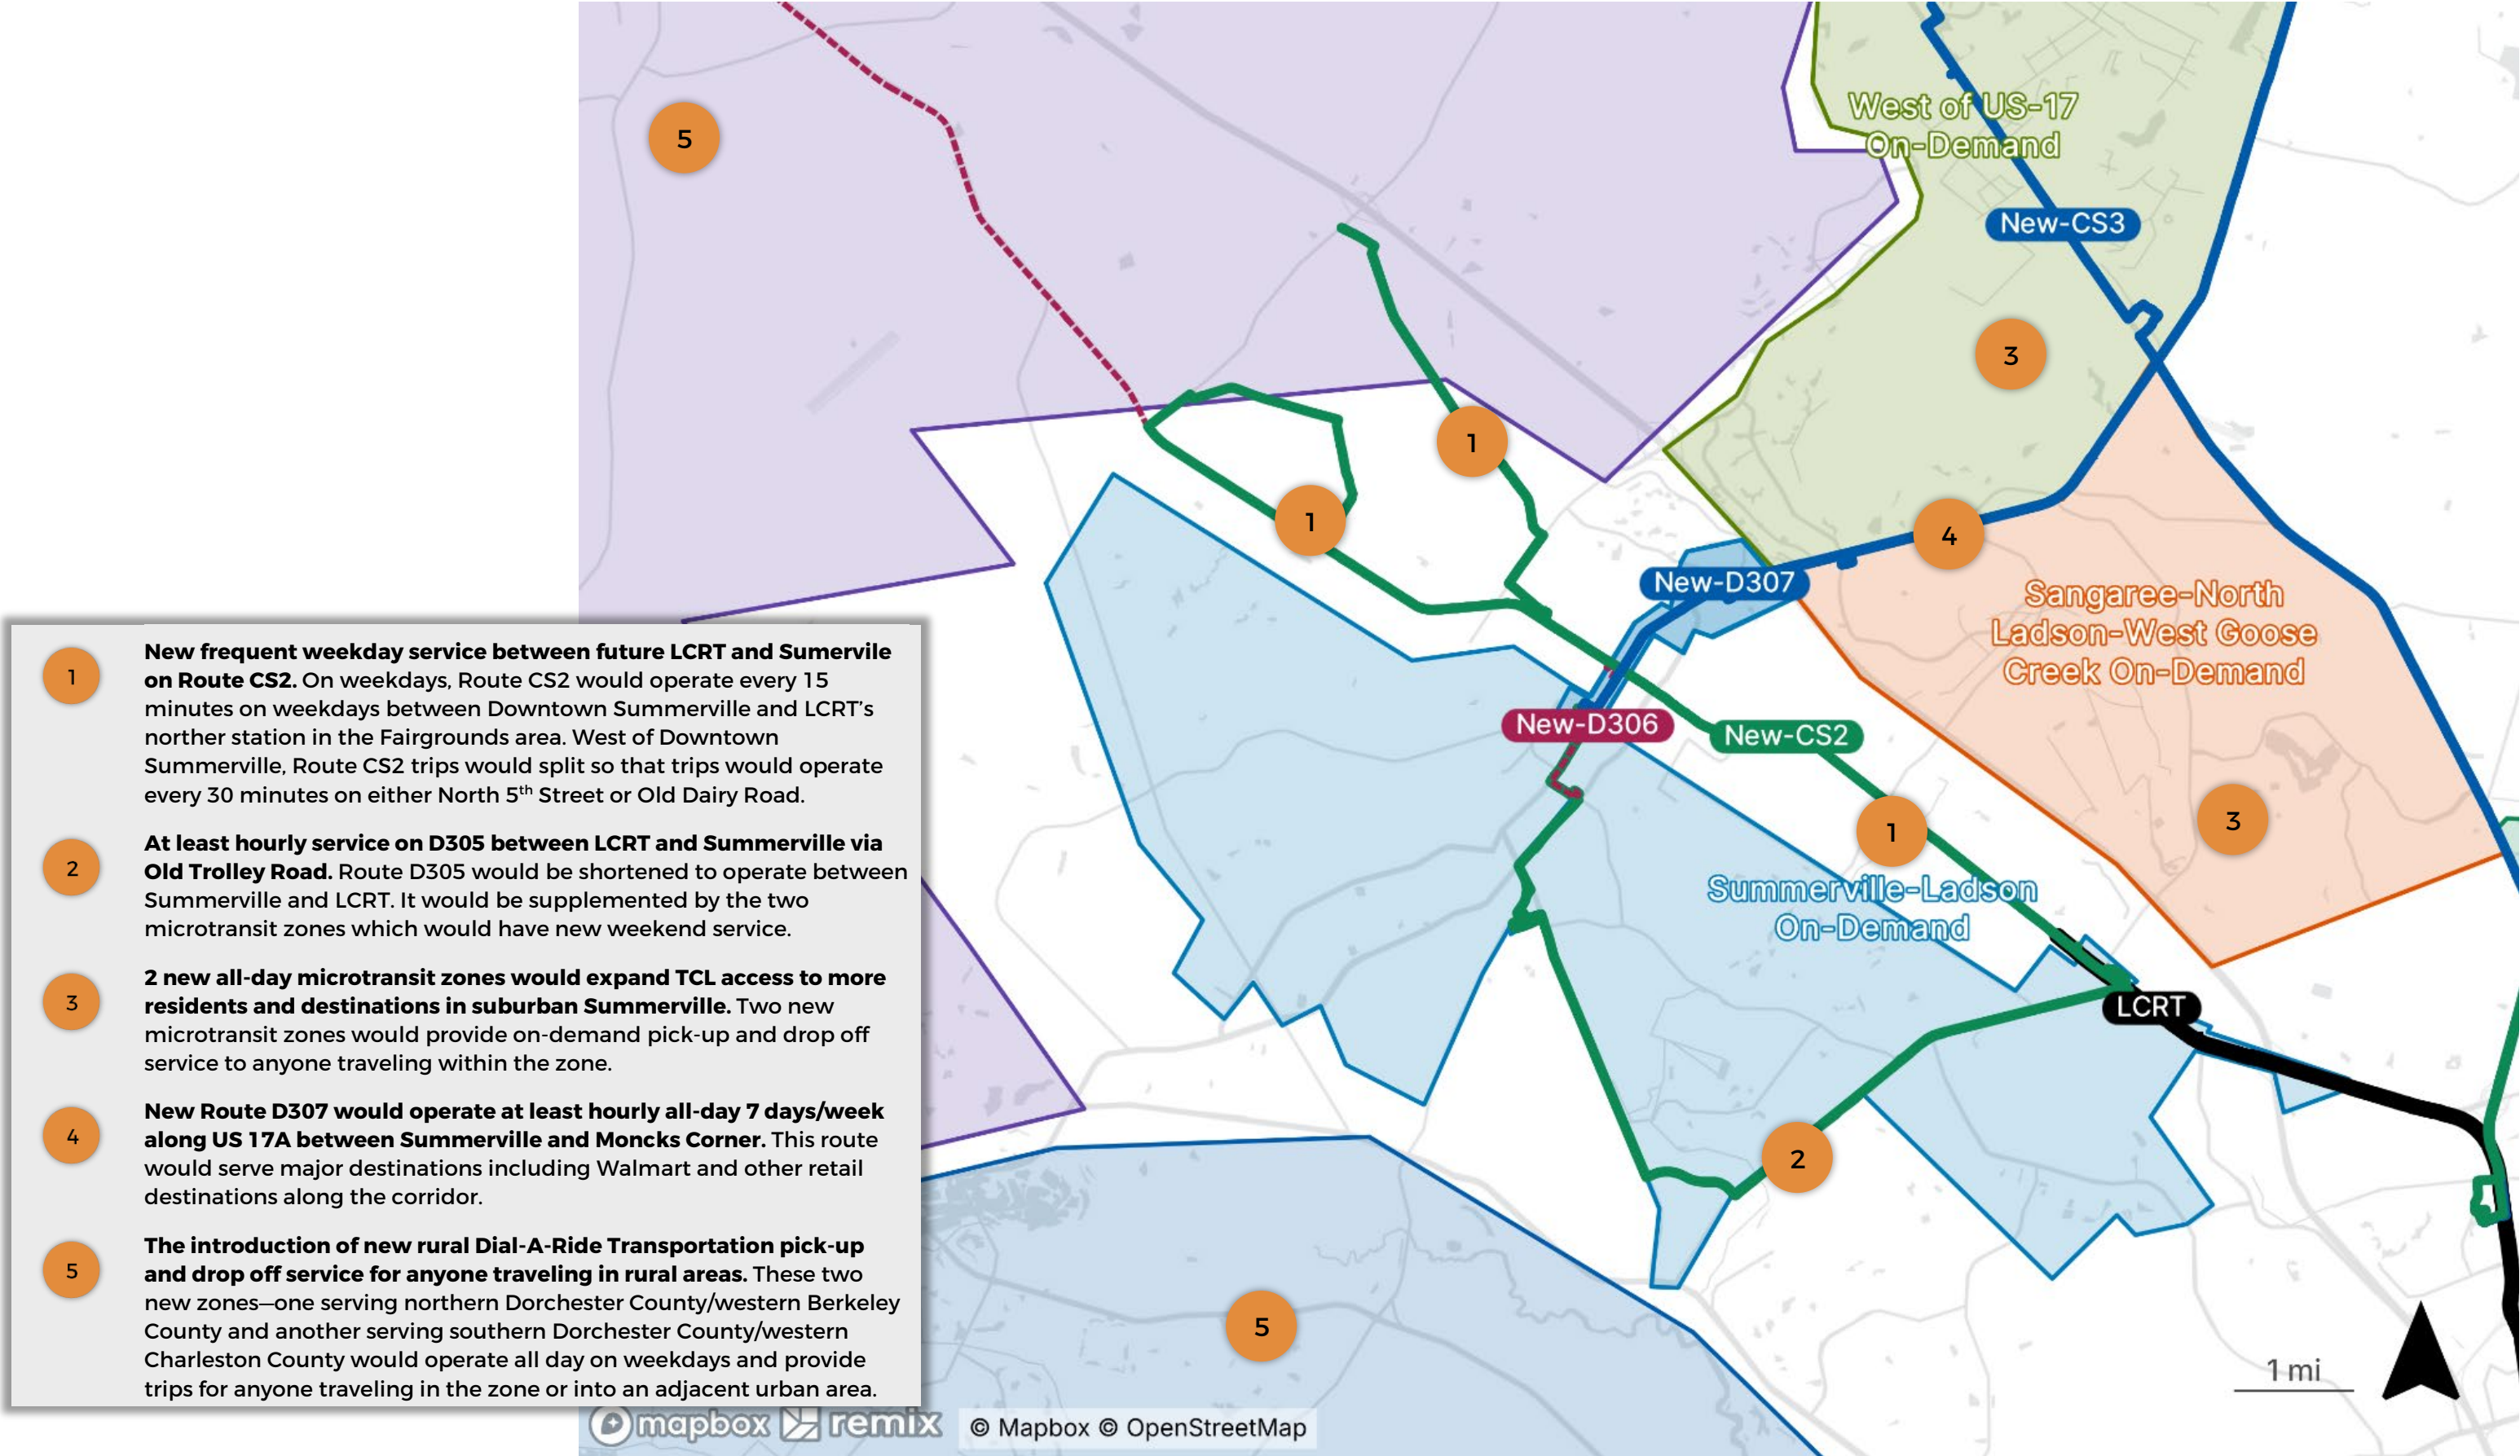 5
West of US-17
On-Demand
New-CS3
3
1
1
4
New-D307
Sangaree-North
Ladson-West Goose
Creek On-Demand
New-D306
New-CS2
1
3
Summerville-Ladson
On-Demand
LCRT
2
5
1 mi
1
New frequent weekday service between future LCRT and Sumervile
on Route CS2. On weekdays, Route CS2 would operate every 15
minutes on weekdays between Downtown Summerville and LCRT's
norther station in the Fairgrounds area. West of Downtown
Summerville, Route CS2 trips would split so that trips would operate
every 30 minutes on either North 5th Street or Old Dairy Road.
2
At least hourly service on D305 between LCRT and Summerville via
Old Trolley Road. Route D305 would be shortened to operate between
Summerville and LCRT. It would be supplemented by the two
microtransit zones which would have new weekend service.
3
2 new all-day microtransit zones would expand TCL access to more
residents and destinations in suburban Summerville. Two new
microtransit zones would provide on-demand pick-up and drop off
service to anyone traveling within the zone.
4
New Route D307 would operate at least hourly all-day 7 days/week
along US 17A between Summerville and Moncks Corner. This route
would serve major destinations including Walmart and other retail
destinations along the corridor.
5
The introduction of new rural Dial-A-Ride Transportation pick-up
and drop off service for anyone traveling in rural areas. These two
new zones—one serving northern Dorchester County/western Berkeley
County and another serving southern Dorchester County/western
Charleston County would operate all day on weekdays and provide
trips for anyone traveling in the zone or into an adjacent urban area.
mapbox remix © Mapbox © OpenStreetMap